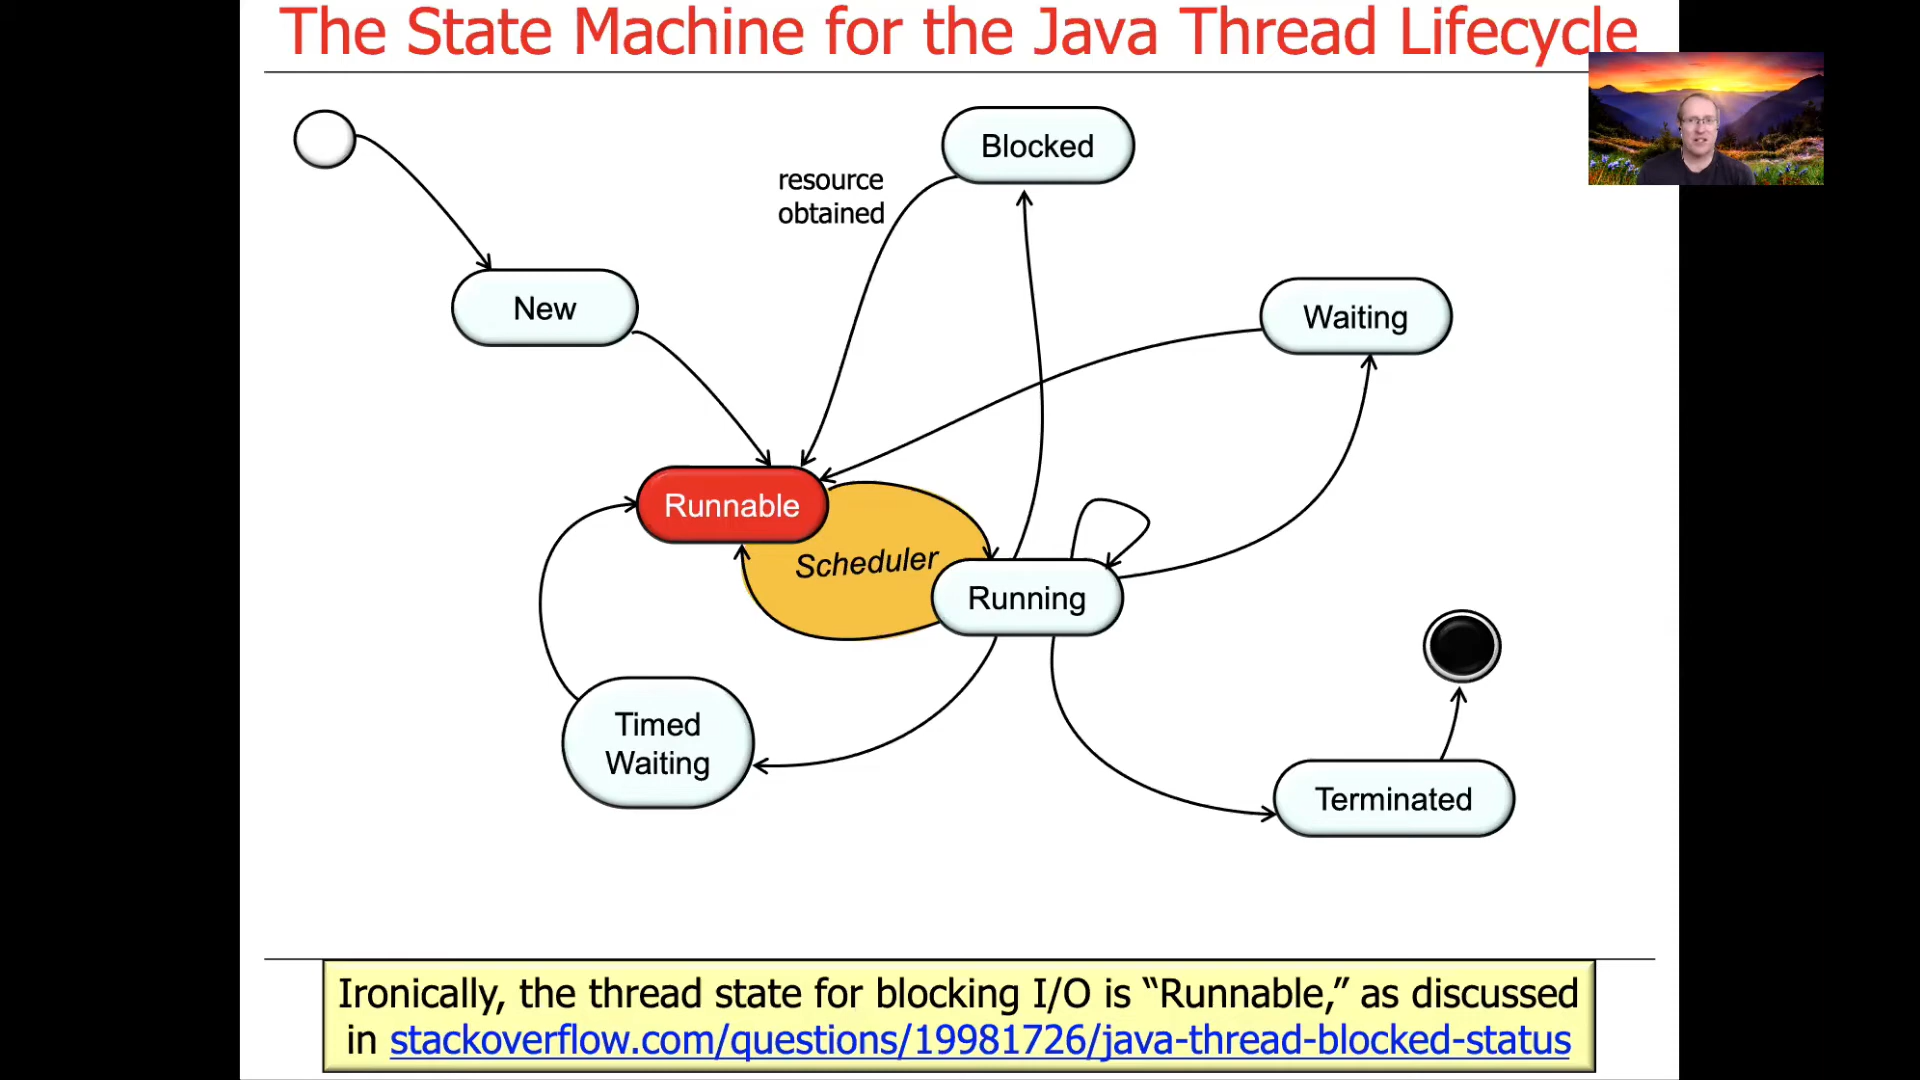 The State Machine for the Java Thread Lifecycle
Blocked
resource
obtained
New
Waiting
Runnable
Scheduler
Running
Timed
Waiting
Terminated
Ironically, the thread state for blocking I/O is “Runnable,” as discussed
in stackoverflow.com/questions/19981726/java-thread-blocked-status